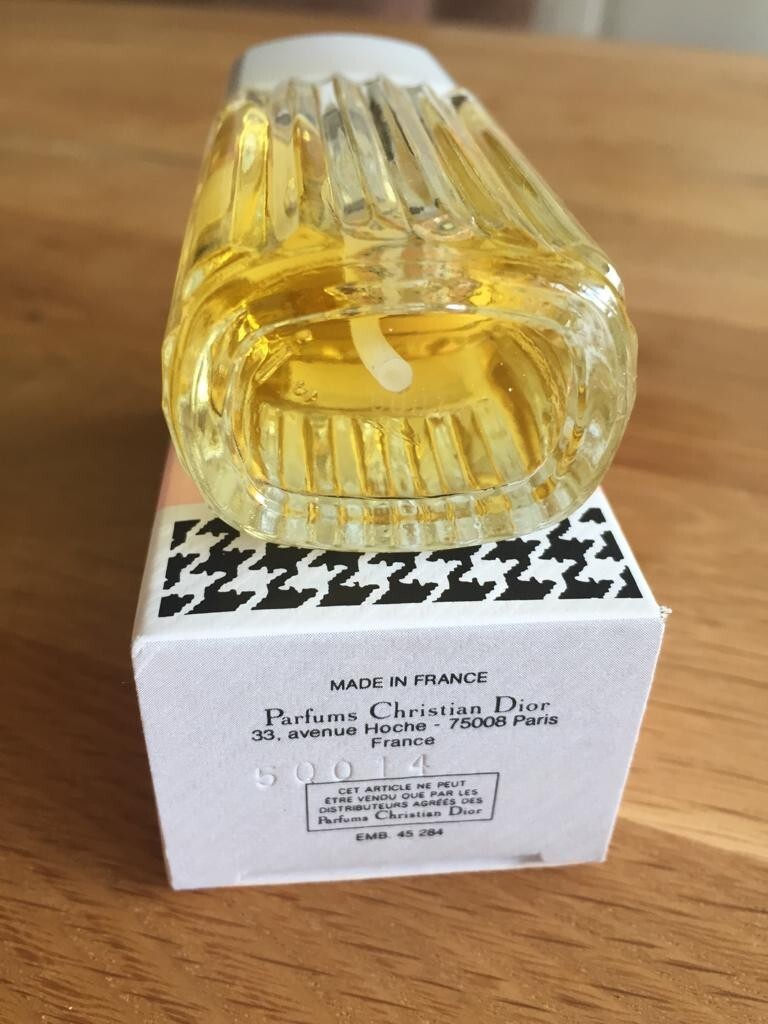 MADE IN FRANCE
Parfums Christian Dior
33, avenue Hoche - 75008 Paris
France
50014
CET ARTICLE NE PEUT
ÊTRE VENDU QUE PAR LES
DISTRIBUTEURS AGRÉÉS DES
Parfums Christian Dior
EMB. 45 284